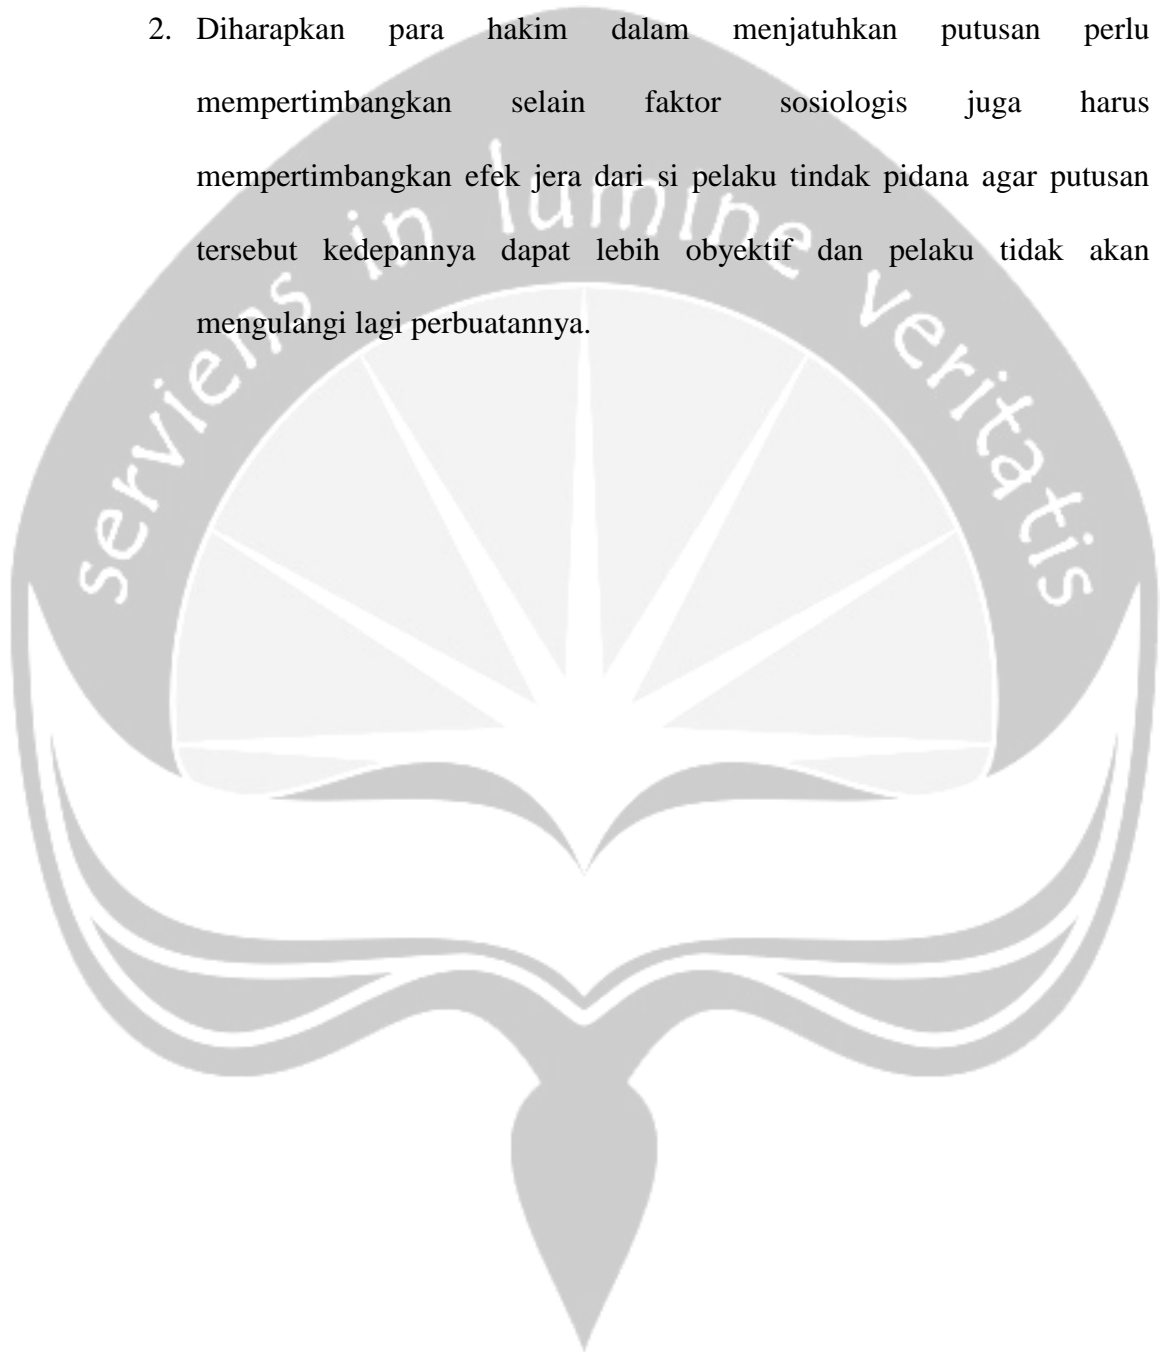 2. Diharapkan para hakim dalam menjatuhkan putusan perlu
mempertimbangkan selain faktor sosiologis juga harus
mempertimbangkan efek jera dari si pelaku tindak pidana agar putusan
tersebut kedepannya dapat lebih obyektif dan pelaku tidak akan
mengulangi lagi perbuatannya.
serviens in lumine veritatis